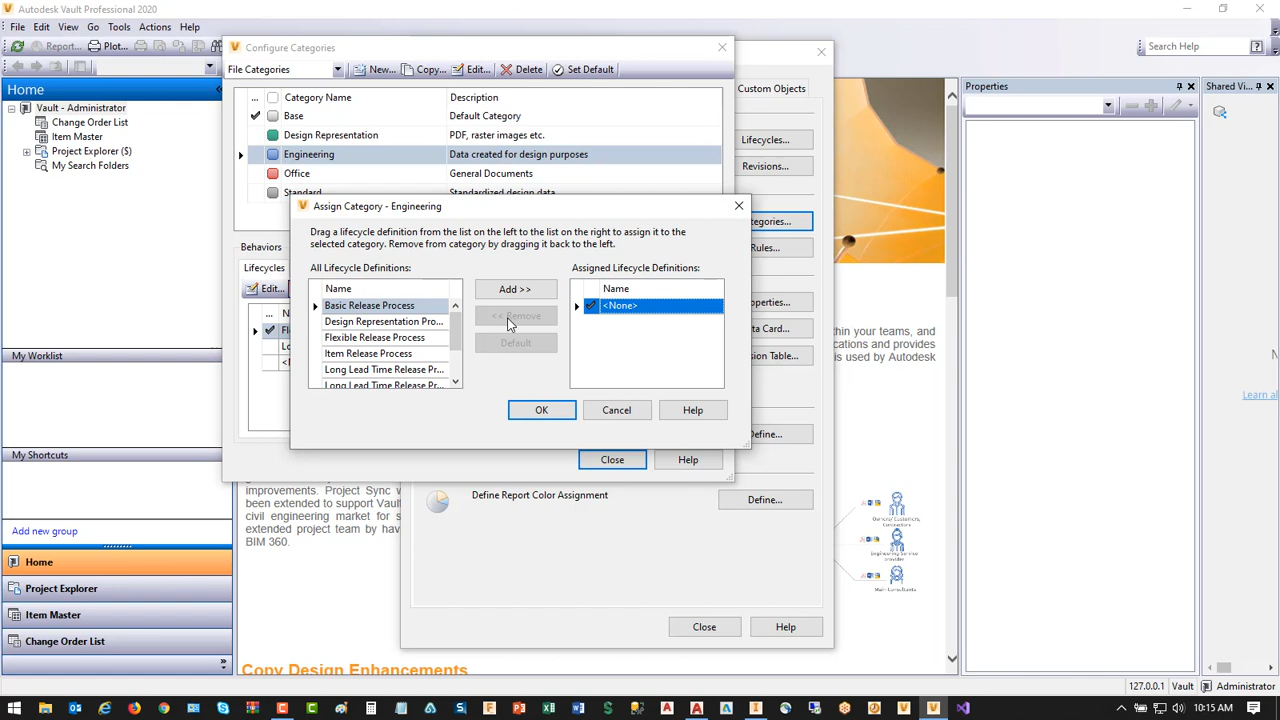 Autodesk Vault Professional 2020
File Edit View Go Tools Actions Help
Report... Plot...
Search Help
Home
Vault - Administrator
Change Order List
Item Master
Project Explorer ($)
My Search Folders
My Worklist
My Shortcuts
Add new group
Home
Project Explorer
Item Master
Change Order List
Configure Categories
File Categories
New... Copy... Edit... Delete Set Default
... Category Name Description
Base Default Category
Design Representation PDF, raster images etc.
Engineering Data created for design purposes
Office General Documents
Standard Standardized design data
Behaviors
Lifecycles
Edit...
Close Help
Assign Category - Engineering
Drag a lifecycle definition from the list on the left to the list on the right to assign it to the
selected category. Remove from category by dragging it back to the left.
All Lifecycle Definitions:
Name
Basic Release Process
Design Representation Pro...
Flexible Release Process
Item Release Process
Long Lead Time Release Pr...
Long Lead Time Release Pr...
Add >>
<< Remove
Default
Assigned Lifecycle Definitions:
Name
<None>
OK Cancel Help
Custom Objects
Lifecycles...
Revisions...
Define Report Color Assignment
Define...
Close Help
improvements. Project Sync
been extended to support Vaul
civil engineering market for s
extended project team by hav
BIM 360.
Copy Design Enhancements
within your teams, and
ications and provides
is used by Autodesk
Learn al
Owners/ Customers,
Contractors
Engineering Service
provider
Main Consultants
Properties
Shared Vi...
127.0.0.1 Vault Administrator
10:15 AM